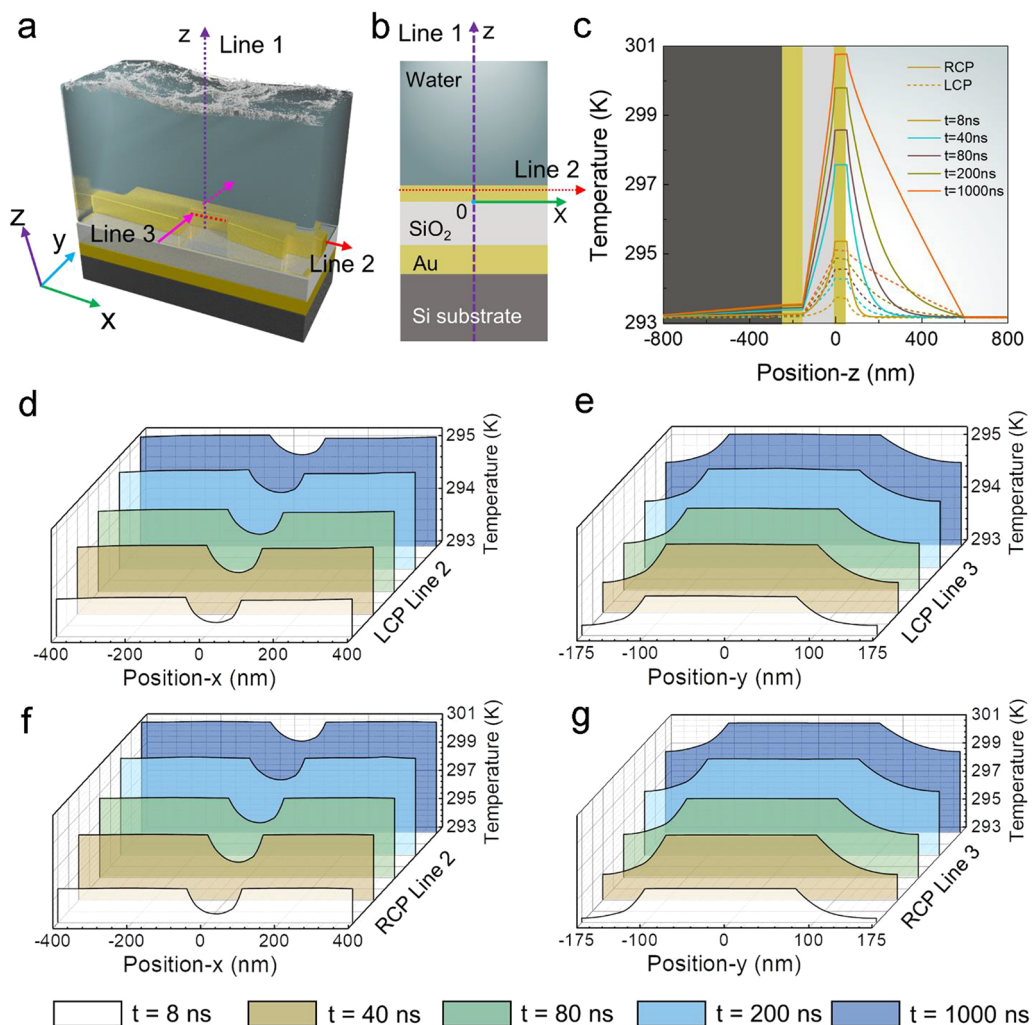 a
z
Line 1
Line 3
Line 2
z
y
x
b
Line 1
z
Water
Line 2
0
x
SiO₂
Au
Si substrate
c
301
299
297
295
293
Temperature (K)
RCP
LCP
t=8ns
t=40ns
t=80ns
t=200ns
t=1000ns
-800
-400
0
400
800
Position-z (nm)
d
295
294
293
Temperature (K)
LCP Line 2
-400
-200
0
200
400
Position-x (nm)
e
295
294
293
Temperature (K)
LCP Line 3
-175
-100
0
100
175
Position-y (nm)
f
301
299
297
295
293
Temperature (K)
RCP Line 2
-400
-200
0
200
400
Position-x (nm)
g
301
299
297
295
293
Temperature (K)
RCP Line 3
-175
-100
0
100
175
Position-y (nm)
t = 8 ns
t = 40 ns
t = 80 ns
t = 200 ns
t = 1000 ns